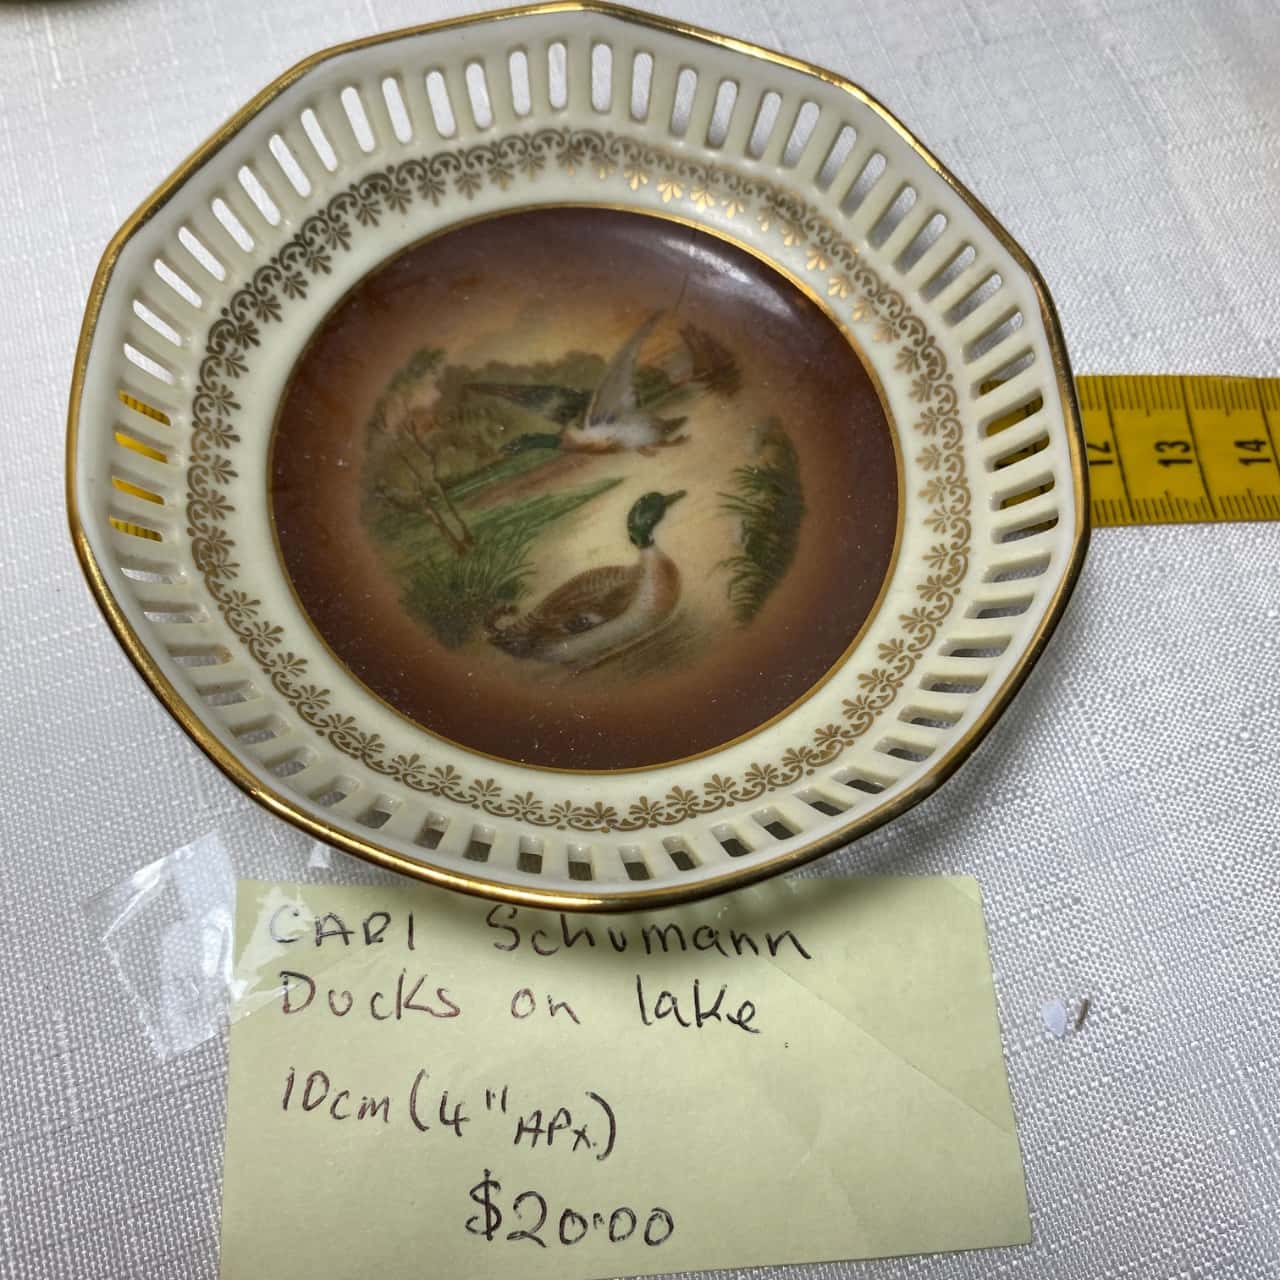 12 13 14
CARl Schumann
Ducks on lake
10cm (4" APx.)
$20.00